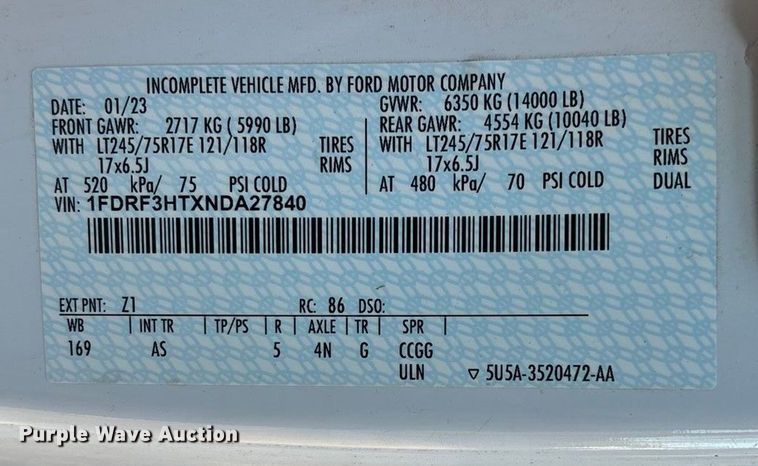 INCOMPLETE VEHICLE MFD. BY FORD MOTOR COMPANY
DATE: 01/23 GVWR: 6350 KG (14000 LB)
FRONT GAWR: 2717 KG ( 5990 LB) REAR GAWR: 4554 KG (10040 LB)
WITH LT245/75R17E 121/118R TIRES WITH LT245/75R17E 121/118R TIRES
17x6.5J RIMS 17x6.5J RIMS
AT 520 kPa/ 75 PSI COLD AT 480 kPa/ 70 PSI COLD DUAL
VIN: 1FDRF3HTXNDA27840
EXT PNT: Z1 RC: 86 DSO:
WB INT TR TP/PS R AXLE TR SPR
169 AS 5 4N G CCGG
ULN 5U5A-3520472-AA
Purple Wave Auction